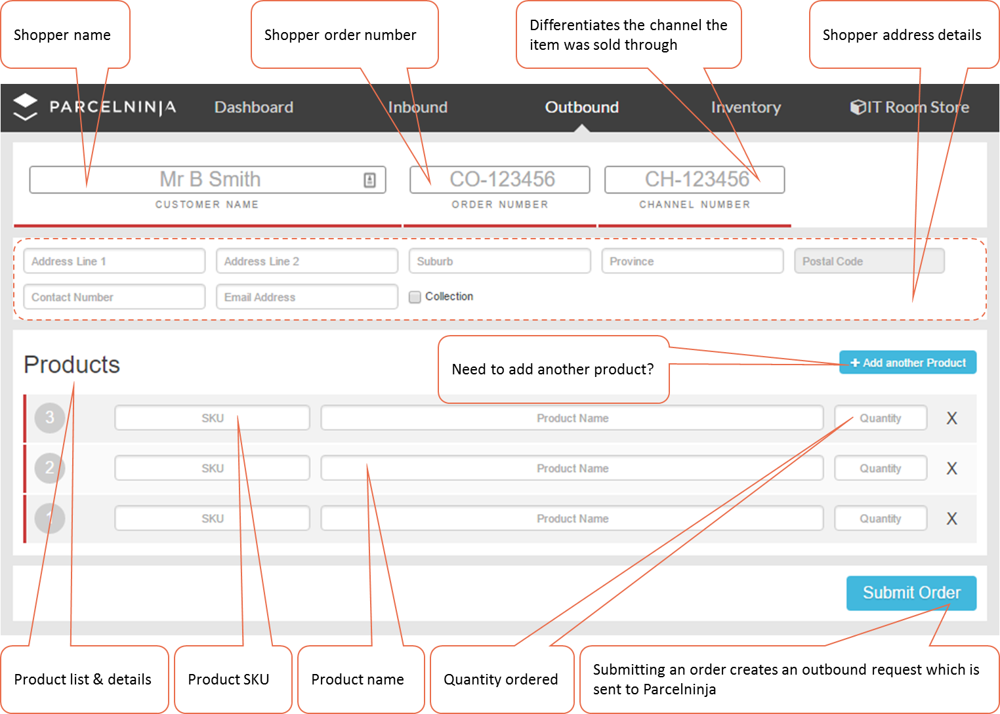 Shopper name
Shopper order number
Differentiates the channel the
item was sold through
Shopper address details
PARCELNINJA
Dashboard
Inbound
Outbound
Inventory
IT Room Store
Mr B Smith
CO-123456
CH-123456
CUSTOMER NAME
ORDER NUMBER
CHANNEL NUMBER
Address Line 1
Address Line 2
Suburb
Province
Postal Code
Contact Number
Email Address
Collection
Products
Need to add another product?
+ Add another Product
3
SKU
Product Name
Quantity
X
2
SKU
Product Name
Quantity
X
1
SKU
Product Name
Quantity
X
Submit Order
Product list & details
Product SKU
Product name
Quantity ordered
Submitting an order creates an outbound request which is
sent to Parcelninja